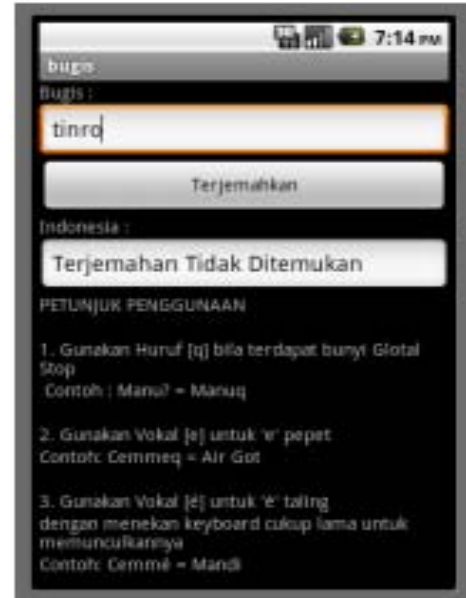 7:14 PM
bugis
Bugis :
tinro
Terjemahkan
Indonesia :
Terjemahan Tidak Ditemukan
PETUNJUK PENGGUNAAN
1. Gunakan Huruf [q] bila terdapat bunyi Glotal
Stop
Contoh : Manu? = Manuq
2. Gunakan Vokal [e] untuk 'e' pepet
Contoh: Cemmeq = Air Got
3. Gunakan Vokal [é] untuk 'é' taling
dengan menekan keyboard cukup lama untuk
memunculkannya
Contoh: Cemmé = Mandi